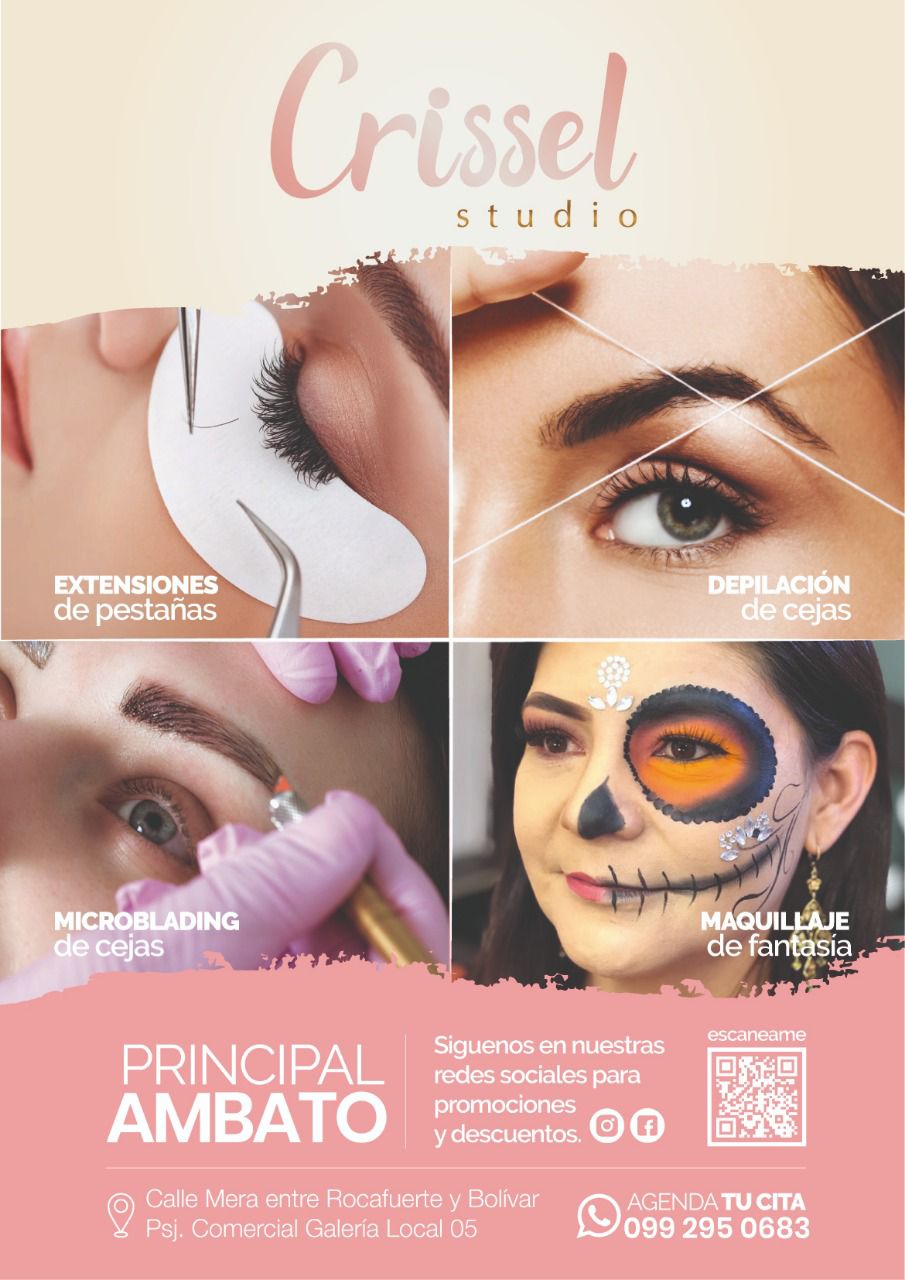 Crissel
studio
EXTENSIONES
de pestañas
DEPILACIÓN
de cejas
MICROBLADING
de cejas
MAQUILLAJE
de fantasía
PRINCIPAL
AMBATO
Siguenos en nuestras
redes sociales para
promociones
y descuentos.
escaneame
Calle Mera entre Rocafuerte y Bolívar
Psj. Comercial Galería Local 05
AGENDA TU CITA
099 295 0683